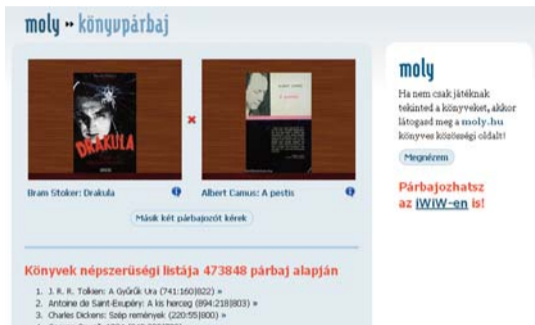 moly ▸▸ könyvpárbaj
DRAKULA
Bram Stoker: Drakula
Albert Camus: A pestis
Másik két párbajozót kérek
Könyvek népszerűségi listája 473848 párbaj alapján
1. J. R. R. Tolkien: A Gyűrűk Ura (741:160|822) »
2. Antoine de Saint-Exupéry: A kis herceg (894:218|803) »
3. Charles Dickens: Szép remények (220:55|800) »
moly
Ha nem csak játéknak
tekinted a könyveket, akkor
látogasd meg a moly.hu
könyves közösségi oldalt!
Megnézem
Párbajozhatsz
az iWiW-en is!